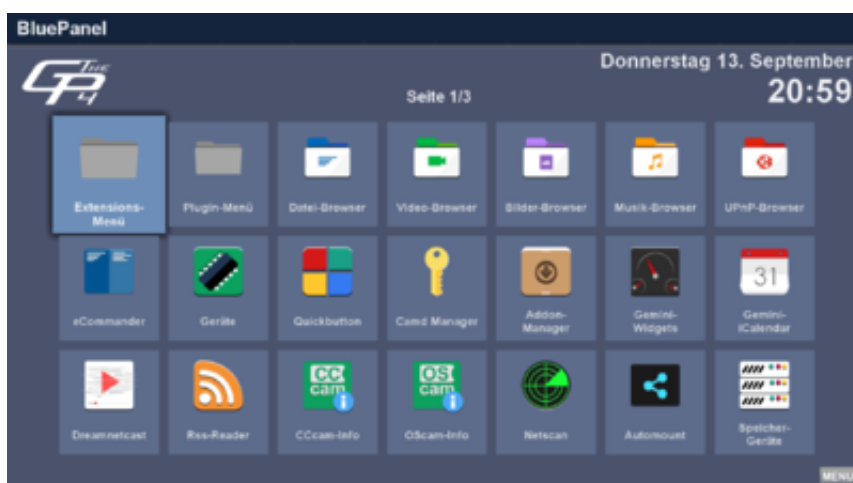 BluePanel
THE
GP4
Donnerstag 13. September
20:59
Seite 1/3
Extensions-
Menü
Plugin-Menü
Datei-Browser
Video-Browser
Bilder-Browser
Musik-Browser
UPnP-Browser
eCommander
Geräte
Quickbutton
Camd Manager
Addon-
Manager
Gemini-
Widgets
31
Gemini-
iCalendar
Dreamnetcast
Rss-Reader
CC
cam
i
CCcam-Info
OS
cam
i
OScam-Info
Netscan
Automount
Speicher-
Geräte
MENU